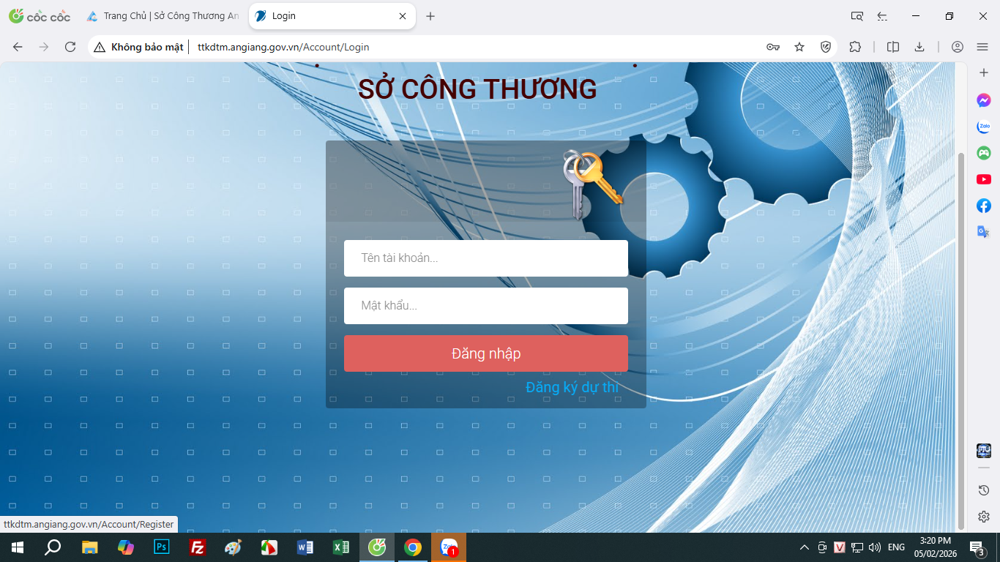 cốc cốc
Trang Chủ | Sở Công Thương An
Login
Không bảo mật
ttkdtm.angiang.gov.vn/Account/Login
SỞ CÔNG THƯƠNG
Zalo
Tên tài khoản...
Mật khẩu...
Đăng nhập
Đăng ký dự thi
ttkdtm.angiang.gov.vn/Account/Register
Ps
Fz
W
X
Zalo
1
V
ENG
3:20 PM
05/02/2026
3